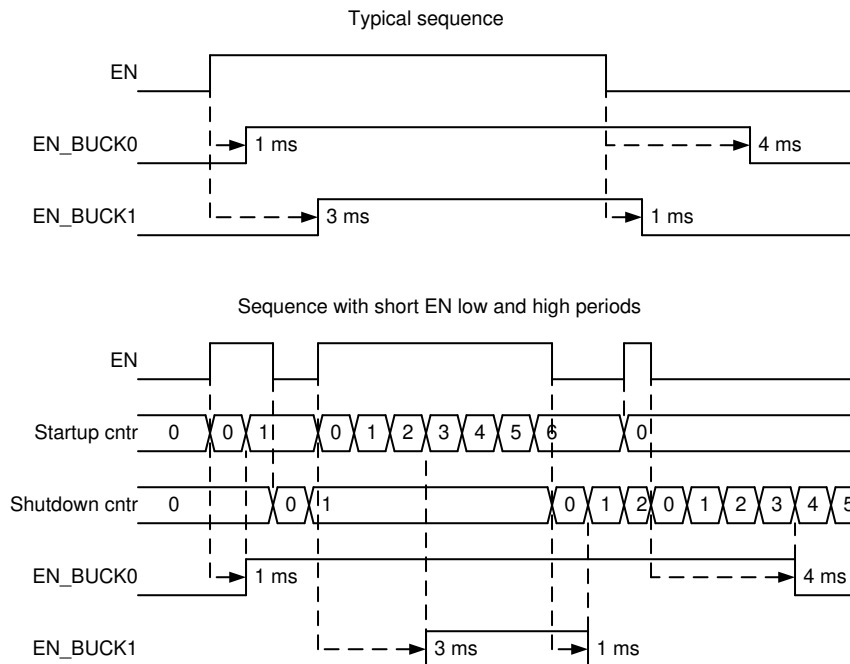 Typical sequence
EN
EN_BUCK0 1 ms 4 ms
EN_BUCK1 3 ms 1 ms
Sequence with short EN low and high periods
EN
Startup cntr 0 0 1 0 1 2 3 4 5 6 0
Shutdown cntr 0 0 1 0 1 2 0 1 2 3 4 5
EN_BUCK0 1 ms 4 ms
EN_BUCK1 3 ms 1 ms